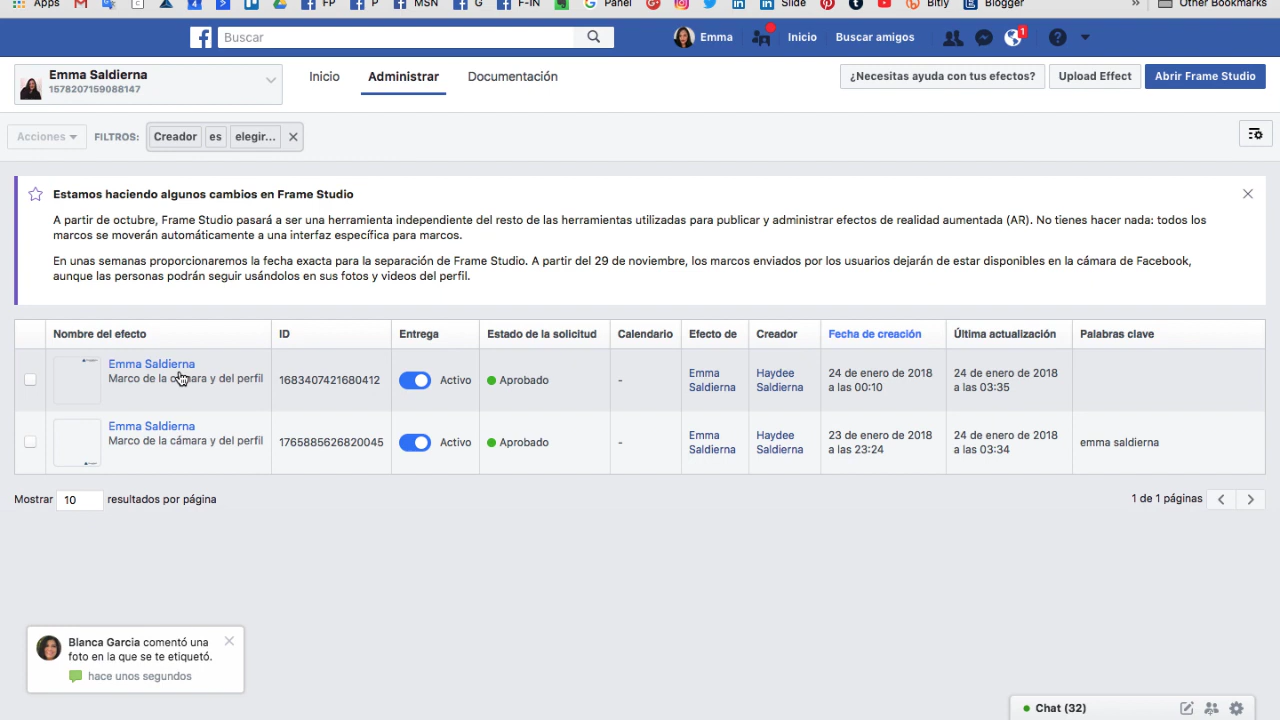 Apps FP P MSN G F-IN Panel Slide Bitly Blogger » Other Bookmarks
Buscar Emma Inicio Buscar amigos 1
Emma Saldierna
1578207159088147
Inicio Administrar Documentación ¿Necesitas ayuda con tus efectos? Upload Effect Abrir Frame Studio
Acciones FILTROS: Creador es elegir... ×
Estamos haciendo algunos cambios en Frame Studio
A partir de octubre, Frame Studio pasará a ser una herramienta independiente del resto de las herramientas utilizadas para publicar y administrar efectos de realidad aumentada (AR). No tienes hacer nada: todos los
marcos se moverán automáticamente a una interfaz específica para marcos.
En unas semanas proporcionaremos la fecha exacta para la separación de Frame Studio. A partir del 29 de noviembre, los marcos enviados por los usuarios dejarán de estar disponibles en la cámara de Facebook,
aunque las personas podrán seguir usándolos en sus fotos y videos del perfil.
Nombre del efecto ID Entrega Estado de la solicitud Calendario Efecto de Creador Fecha de creación Última actualización Palabras clave
Emma Saldierna
Marco de la cámara y del perfil 1683407421680412 Activo Aprobado - Emma Saldierna Haydee Saldierna 24 de enero de 2018 a las 00:10 24 de enero de 2018 a las 03:35
Emma Saldierna
Marco de la cámara y del perfil 1765885626820045 Activo Aprobado - Emma Saldierna Haydee Saldierna 23 de enero de 2018 a las 23:24 24 de enero de 2018 a las 03:34 emma saldierna
Mostrar 10 resultados por página 1 de 1 páginas
Blanca Garcia comentó una
foto en la que se te etiquetó.
hace unos segundos
Chat (32)